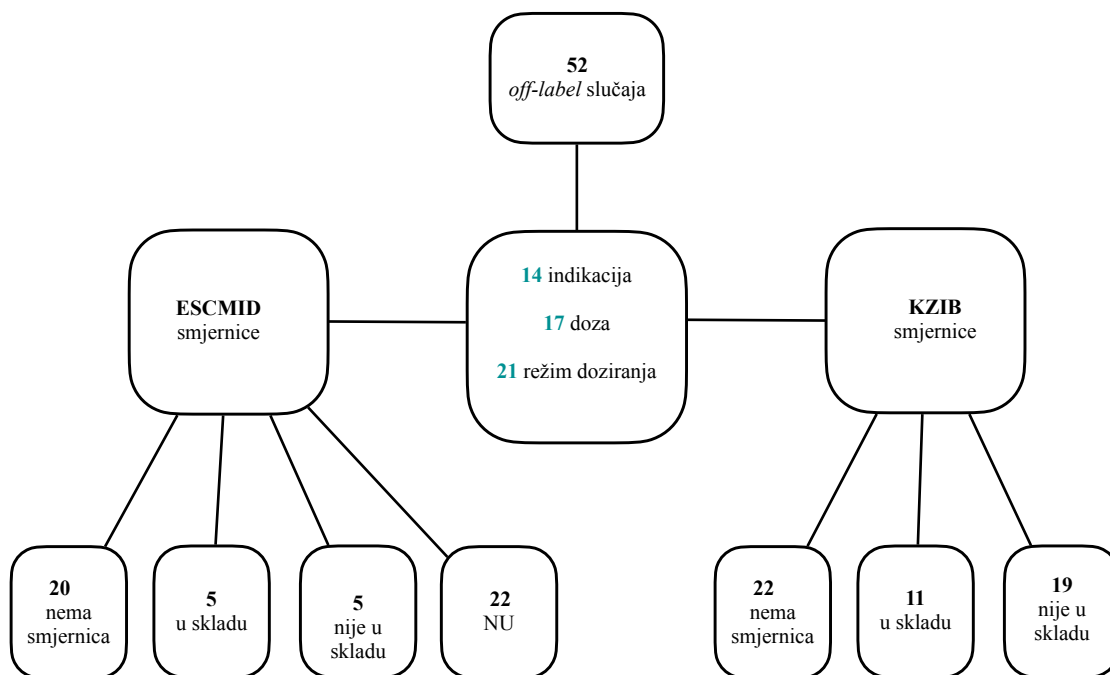 52
off-label slučaja
14 indikacija
17 doza
21 režim doziranja
ESCMID
smjernice
KZIB
smjernice
20
nema
smjernica
5
u skladu
5
nije u
skladu
22
NU
22
nema
smjernica
11
u skladu
19
nije u
skladu